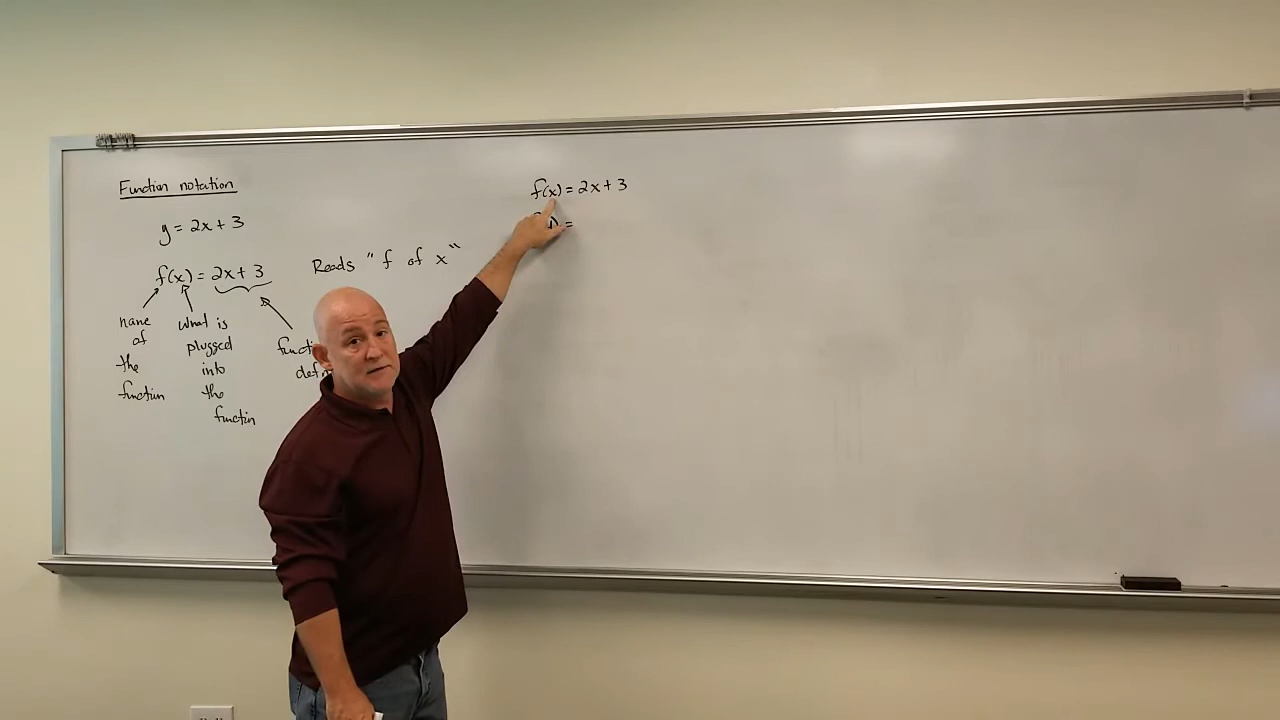 Function notation
y = 2x + 3
f(x) = 2x + 3
Reads "f of x"
name
of
the
function
what is
plugged
into
the
function
f(x) = 2x + 3
=